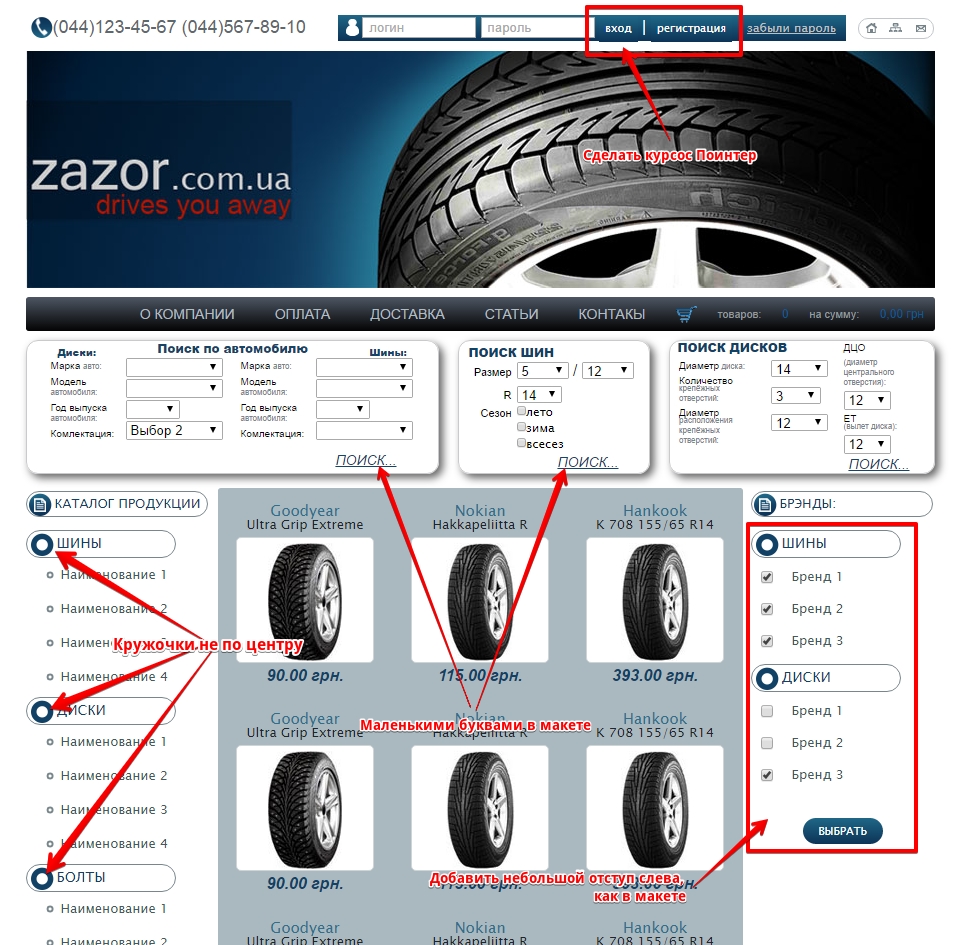 (044)123-45-67 (044)567-89-10
логин
пароль
вход | регистрация
забыли пароль
Сделать курсос Поинтер
zazor.com.ua
drives you away
О КОМПАНИИ
ОПЛАТА
ДОСТАВКА
СТАТЬИ
КОНТАКЫ
товаров: 0 на сумму: 0,00 грн
Поиск по автомобилю
Диски:
Шины:
Марка авто:
Марка авто:
Модель автомобиля:
Модель автомобиля:
Год выпуска автомобиля:
Год выпуска автомобиля:
Комлектация: Выбор 2
Комлектация:
ПОИСК...
ПОИСК ШИН
Размер 5 / 12
R 14
Сезон лето
зима
всесез
ПОИСК...
ПОИСК ДИСКОВ
Диаметр диска: 14
Количество крепёжных отверстий: 3
Диаметр расположения крепёжных отверстий: 12
ДЦО
(диаметр центрального отверстия):
12
ЕТ
(вылет диска):
12
ПОИСК...
КАТАЛОГ ПРОДУКЦИИ
ШИНЫ
Наименование 1
Наименование 2
Кружочки не по центру
Наименование 4
ДИСКИ
Наименование 1
Наименование 2
Наименование 3
Наименование 4
БОЛТЫ
Наименование 1
Наименование 2
Goodyear
Ultra Grip Extreme
90.00 грн.
Nokian
Hakkapeliitta R
115.00 грн.
Hankook
K 708 155/65 R14
393.00 грн.
Маленькими буквами в макете
Goodyear
Ultra Grip Extreme
90.00 грн.
Nokian
Hakkapeliitta R
115.00 грн.
Hankook
K 708 155/65 R14
393.00 грн.
Добавить небольшой отступ слева,
как в макете
Goodyear
Ultra Grip Extreme
Nokian
Hakkapeliitta R
Hankook
K 708 155/65 R14
БРЭНДЫ:
ШИНЫ
Бренд 1
Бренд 2
Бренд 3
ДИСКИ
Бренд 1
Бренд 2
Бренд 3
ВЫБРАТЬ